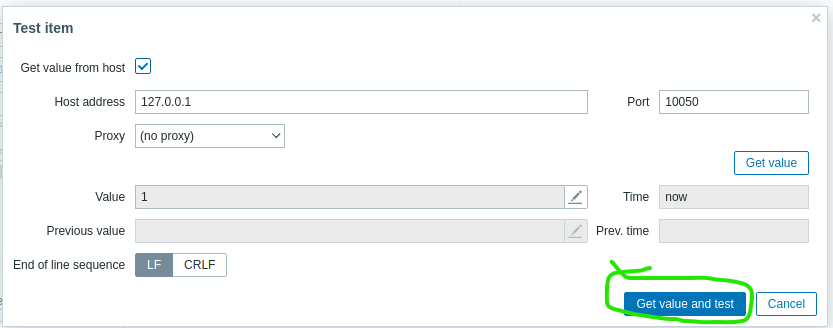 Test item
Get value from host
Host address 127.0.0.1 Port 10050
Proxy (no proxy)
Get value
Value 1 Time now
Previous value Prev. time
End of line sequence LF CRLF
Get value and test Cancel